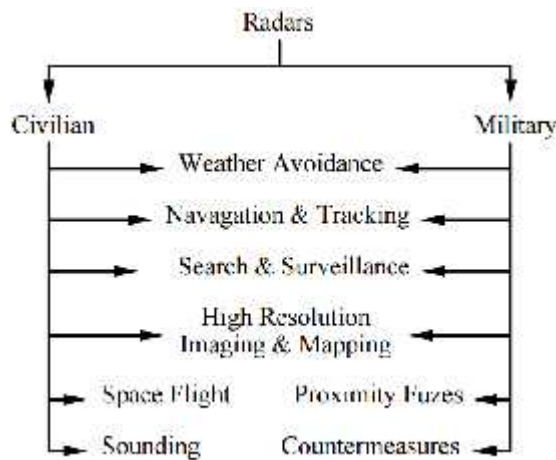 Radars
Civilian Military
Weather Avoidance
Navagation & Tracking
Search & Surveillance
High Resolution
Imaging & Mapping
Space Flight Proximity Fuzes
Sounding Countermeasures